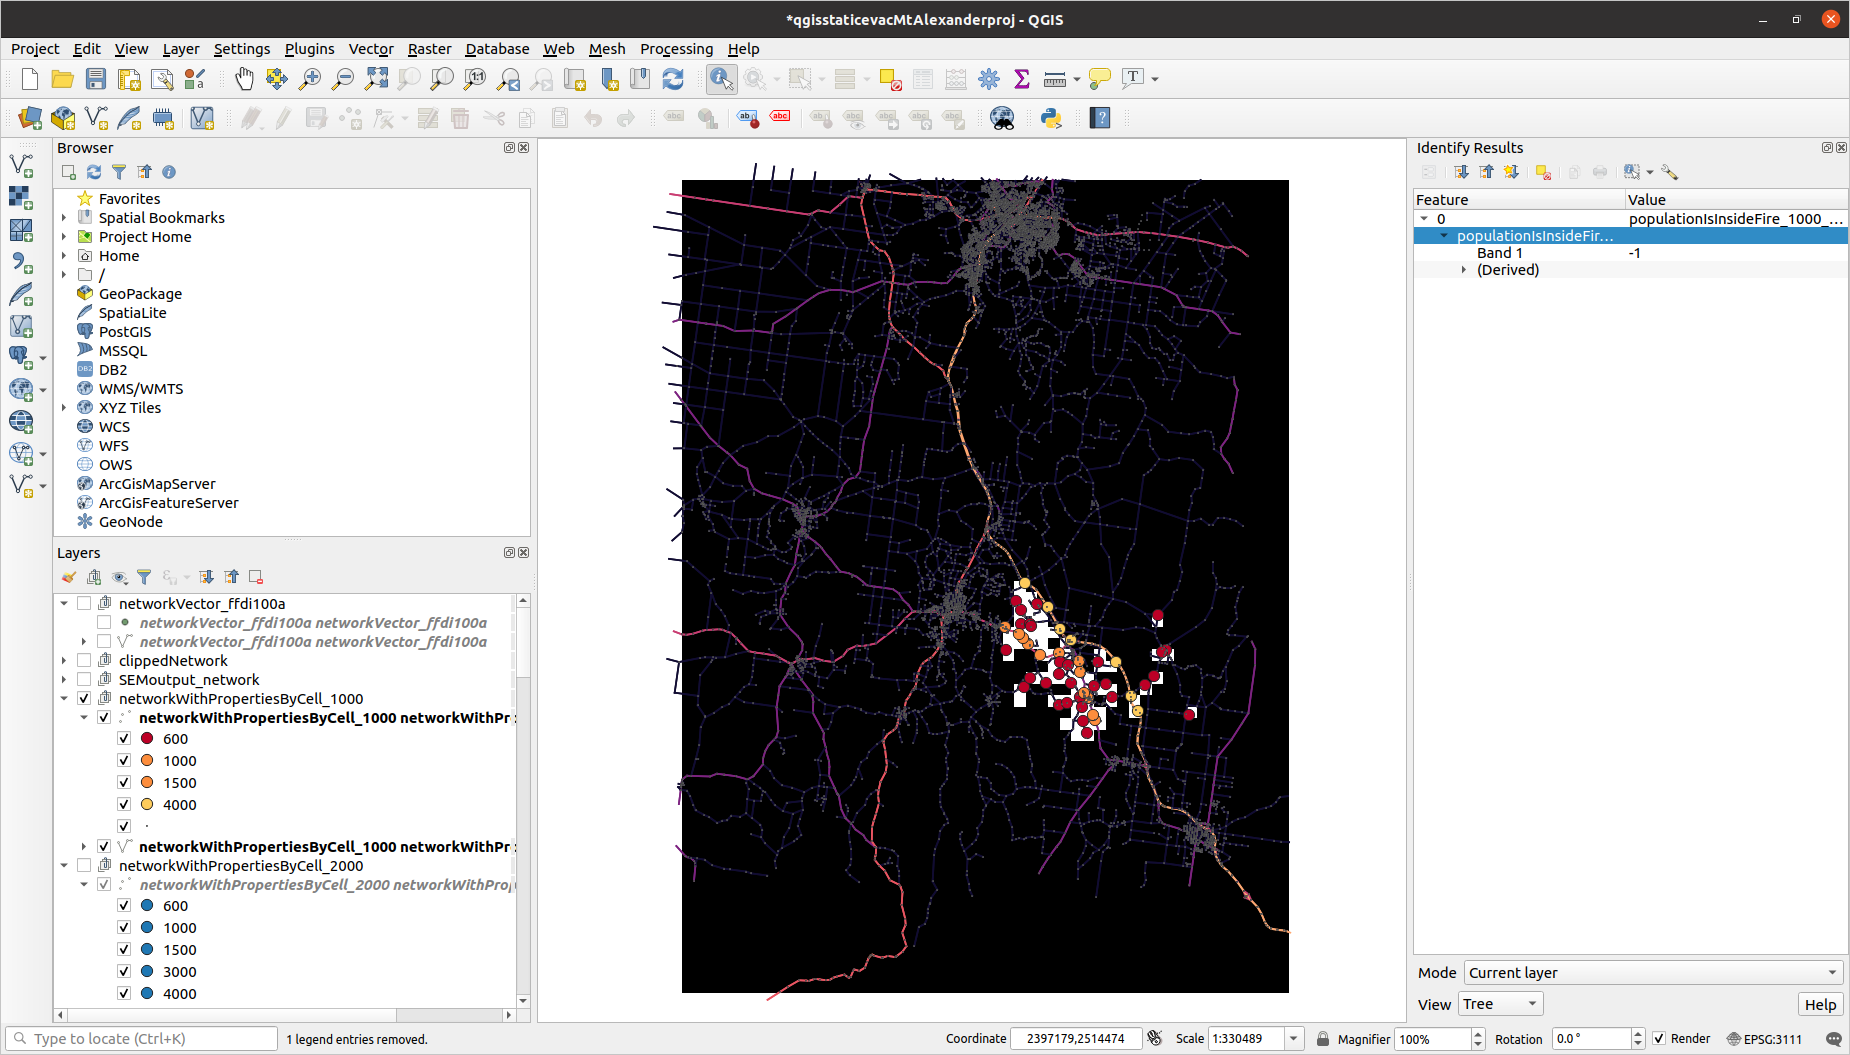 *qgisstaticevacMtAlexanderproj - QGIS
Project Edit View Layer Settings Plugins Vector Raster Database Web Mesh Processing Help
Browser
Favorites
Spatial Bookmarks
Project Home
Home
/
GeoPackage
SpatiaLite
PostGIS
MSSQL
DB2
WMS/WMTS
XYZ Tiles
WCS
WFS
OWS
ArcGisMapServer
ArcGisFeatureServer
GeoNode
Layers
networkVector_ffdi100a
networkVector_ffdi100a networkVector_ffdi100a
networkVector_ffdi100a networkVector_ffdi100a
clippedNetwork
SEMoutput_network
networkWithPropertiesByCell_1000
networkWithPropertiesByCell_1000 networkWithPr
600
1000
1500
4000
networkWithPropertiesByCell_1000 networkWithPr
networkWithPropertiesByCell_2000
networkWithPropertiesByCell_2000 networkWithProp
600
1000
1500
3000
4000
Identify Results
Feature Value
0 populationIsInsideFire_1000_...
populationIsInsideFir...
Band 1 -1
(Derived)
Mode Current layer
View Tree Help
Type to locate (Ctrl+K) 1 legend entries removed. Coordinate 2397179,2514474 Scale 1:330489 Magnifier 100% Rotation 0.0 ° Render EPSG:3111